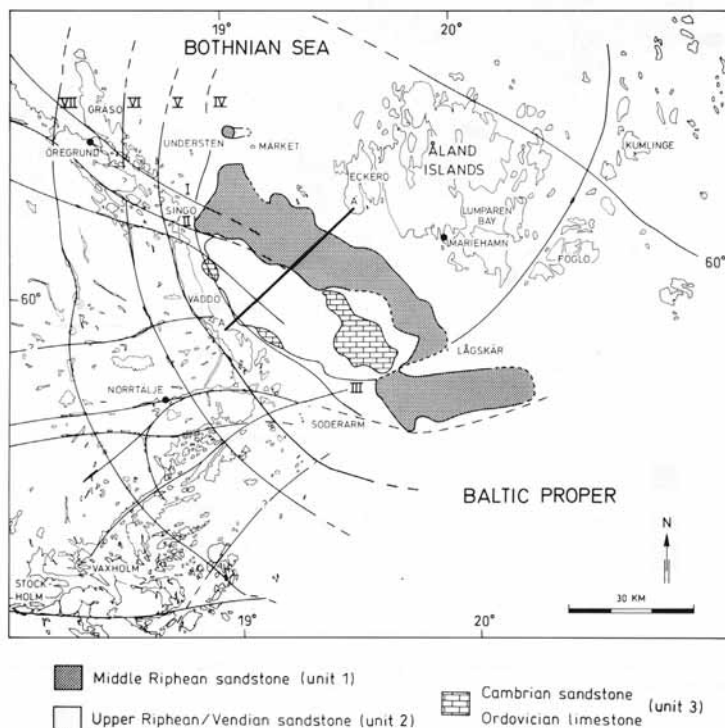 19°
20°
BOTHNIAN SEA
VII
VI
V
IV
GRÄSÖ
ÖREGRUND
UNDERSTEN
MARKET
KUMLINGE
ÅLAND
ISLANDS
ECKERÖ
I
SINGÖ
II
A'
LUMPAREN
BAY
MARIEHAMN
FÖGLÖ
60°
60°
VÄDDÖ
A
LÅGSKÄR
NORRTÄLJE
III
SÖDERARM
BALTIC PROPER
N
VAXHOLM
STOCK
HOLM
30 KM
19°
20°
Middle Riphean sandstone (unit 1)
Upper Riphean/Vendian sandstone (unit 2)
Cambrian sandstone
Ordovician limestone
(unit 3)